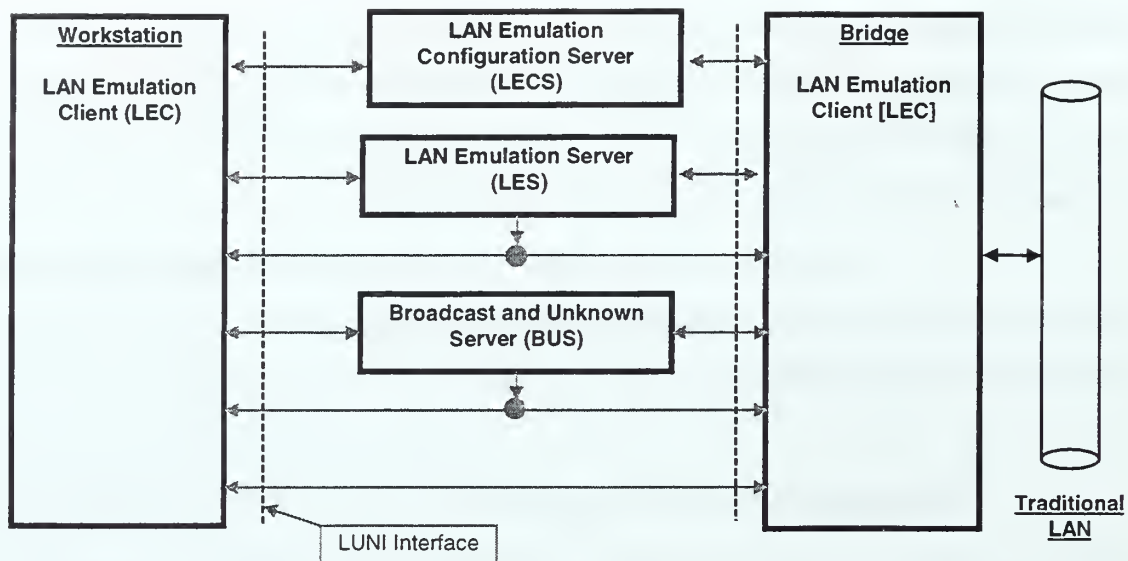 Workstation
LAN Emulation
Client (LEC)
LAN Emulation
Configuration Server
(LECS)
LAN Emulation Server
(LES)
Broadcast and Unknown
Server (BUS)
Bridge
LAN Emulation
Client [LEC}
Traditional
LAN
LUNI Interface